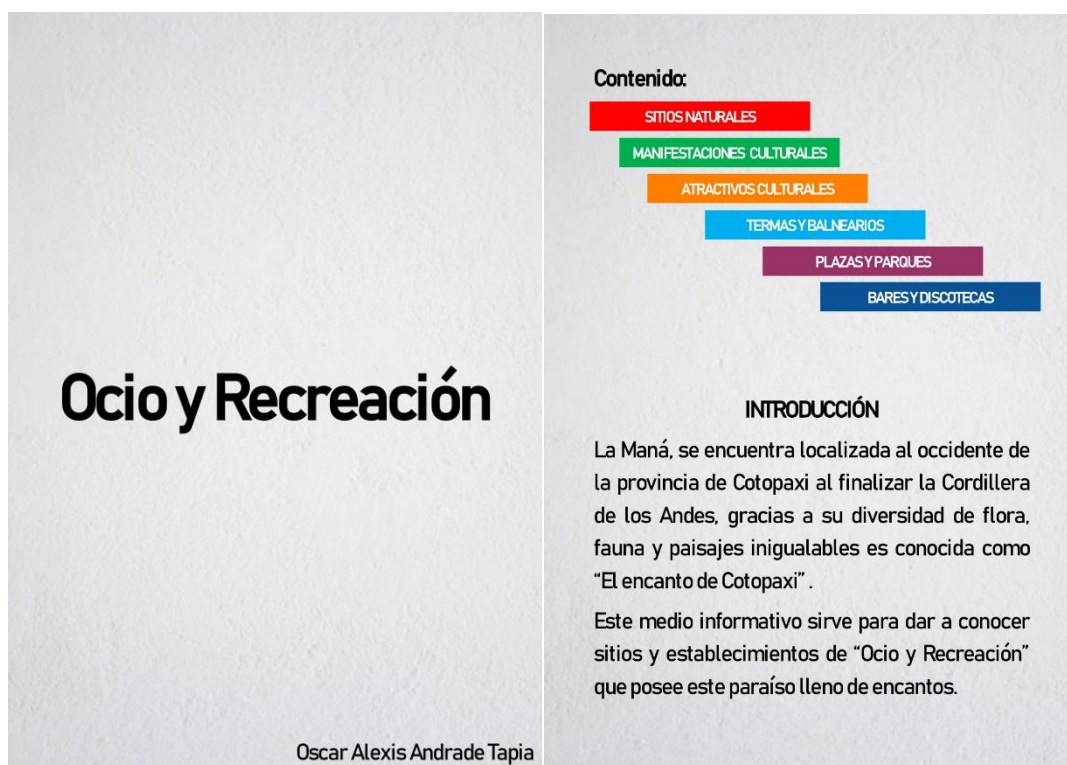 Ocio y Recreación
Oscar Alexis Andrade Tapia
Contenido:
SITIOS NATURALES
MANIFESTACIONES CULTURALES
ATRACTIVOS CULTURALES
TERMAS Y BALNEARIOS
PLAZAS Y PARQUES
BARES Y DISCOTECAS
INTRODUCCIÓN
La Maná, se encuentra localizada al occidente de
la provincia de Cotopaxi al finalizar la Cordillera
de los Andes, gracias a su diversidad de flora,
fauna y paisajes inigualables es conocida como
“El encanto de Cotopaxi” .
Este medio informativo sirve para dar a conocer
sitios y establecimientos de “Ocio y Recreación”
que posee este paraíso lleno de encantos.